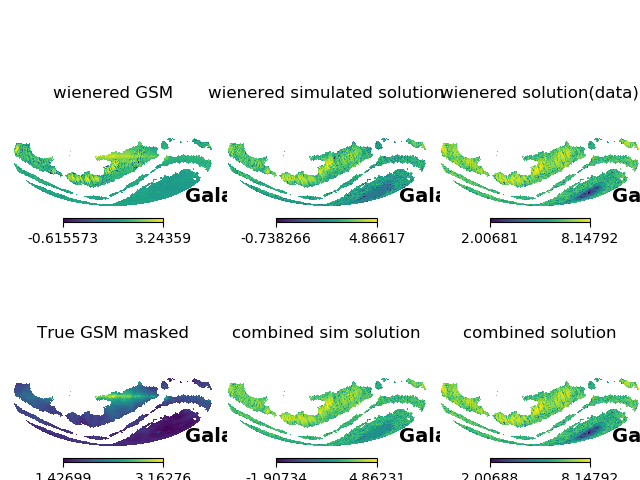 wienered GSM wienered simulated solution wienered solution(data)
Gala Gala Ga
-0.615573 3.24359 -0.738266 4.86617 2.00681 8.14792
True GSM masked combined sim solution combined solution
Gala Gala Ga
1.42699 3.16276 -1.90734 4.86231 2.00688 8.14792